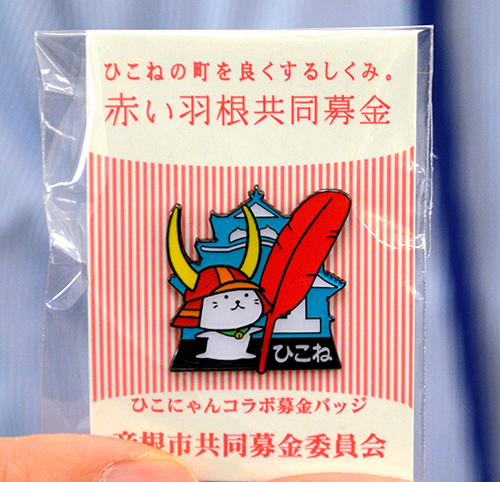 ひこねの町を良くするしくみ。
赤い羽根共同募金
ひこね
ひこにゃんコラボ募金バッジ
彦根市共同募金委員会